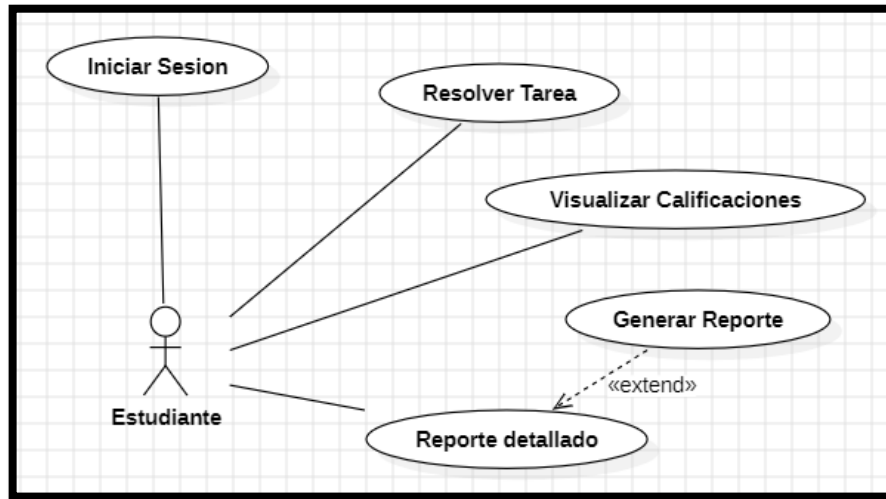 Iniciar Sesion
Resolver Tarea
Visualizar Calificaciones
Generar Reporte
«extend»
Estudiante
Reporte detallado